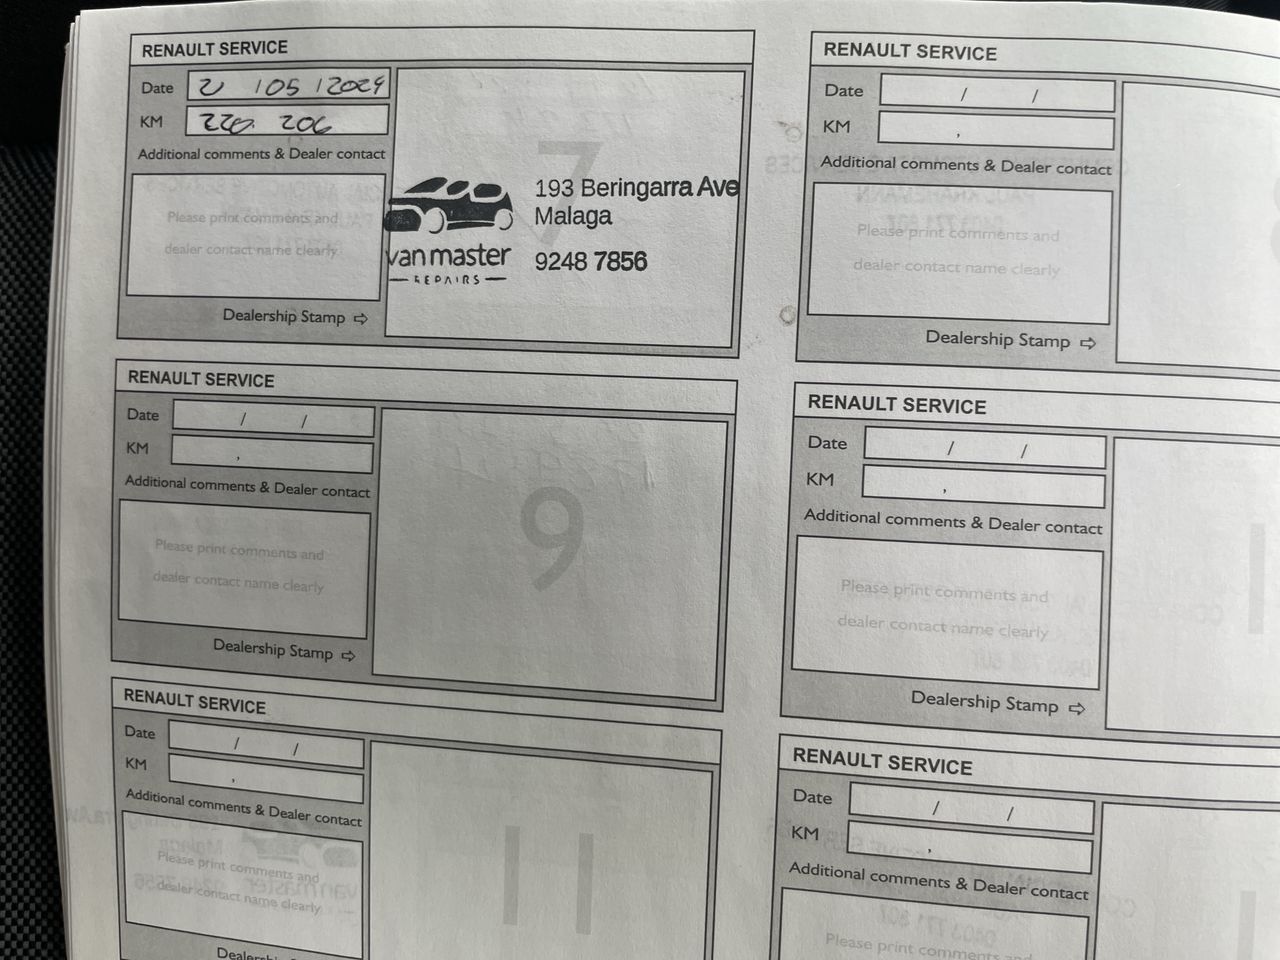 RENAULT SERVICE
Date 21/05/2024
KM 220, 206
Additional comments & Dealer contact
Please print comments and
dealer contact name clearly
Dealership Stamp ⇨
7
193 Beringarra Ave
Malaga
van master
REPAIRS
9248 7856
RENAULT SERVICE
Date / /
KM ,
Additional comments & Dealer contact
Please print comments and
dealer contact name clearly
Dealership Stamp ⇨
RENAULT SERVICE
Date / /
KM ,
Additional comments & Dealer contact
Please print comments and
dealer contact name clearly
Dealership Stamp ⇨
9
RENAULT SERVICE
Date / /
KM ,
Additional comments & Dealer contact
Please print comments and
dealer contact name clearly
Dealership Stamp ⇨
RENAULT SERVICE
Date / /
KM ,
Additional comments & Dealer contact
Please print comments and
dealer contact name clearly
11
RENAULT SERVICE
Date / /
KM ,
Additional comments & Dealer contact
Please print comments and